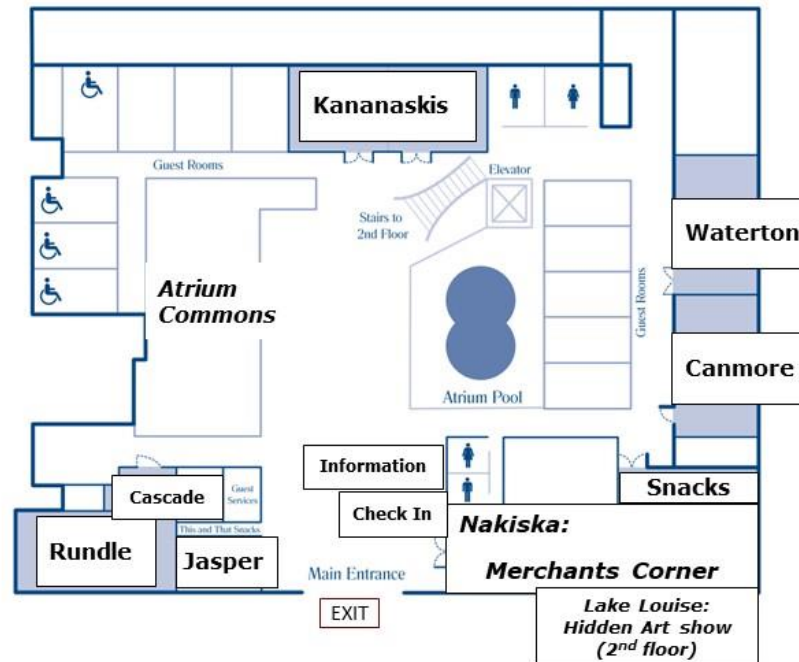 Kananaskis
Guest Rooms
Elevator
Stairs to
2nd Floor
Waterton
Atrium
Commons
Guest Rooms
Canmore
Atrium Pool
Information
Cascade
Guest
Services
Snacks
Check In
This and That Snacks
Rundle
Jasper
Nakiska:
Merchants Corner
Main Entrance
EXIT
Lake Louise:
Hidden Art show
(2nd floor)